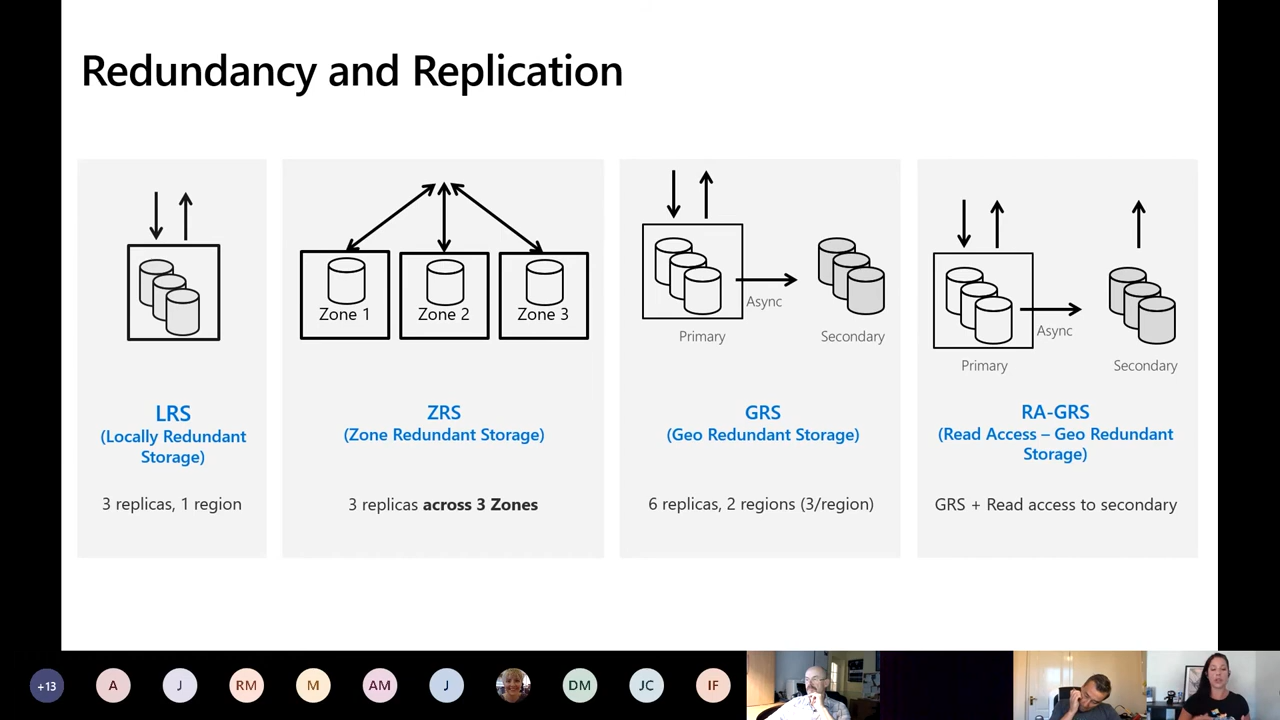 Redundancy and Replication
Zone 1
Zone 2
Zone 3
Async
Primary
Secondary
Async
Primary
Secondary
LRS
(Locally Redundant
Storage)
3 replicas, 1 region
ZRS
(Zone Redundant Storage)
3 replicas across 3 Zones
GRS
(Geo Redundant Storage)
6 replicas, 2 regions (3/region)
RA-GRS
(Read Access – Geo Redundant
Storage)
GRS + Read access to secondary
+13
A
J
RM
M
AM
J
DM
JC
IF